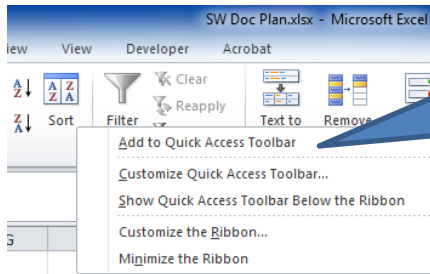 SW Doc Plan.xlsx - Microsoft Excel
iew View Developer Acrobat
A Z Z A Clear
Z A Sort Filter Reapply Text to Remove
Add to Quick Access Toolbar
Customize Quick Access Toolbar...
Show Quick Access Toolbar Below the Ribbon
Customize the Ribbon...
Minimize the Ribbon
G